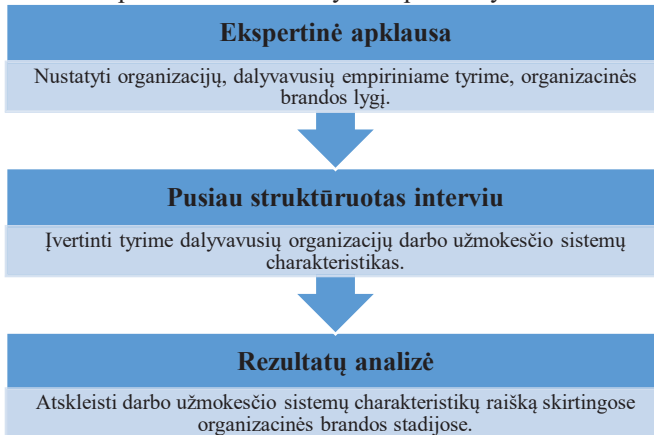 Ekspertinė apklausa
Nustatyti organizacijų, dalyvavusių empiriniame tyrime, organizacinės
brandos lygį.
Pusiau struktūruotas interviu
Įvertinti tyrime dalyvavusių organizacijų darbo užmokesčio sistemų
charakteristikas.
Rezultatų analizė
Atskleisti darbo užmokesčio sistemų charakteristikų raišką skirtingose
organizacinės brandos stadijose.